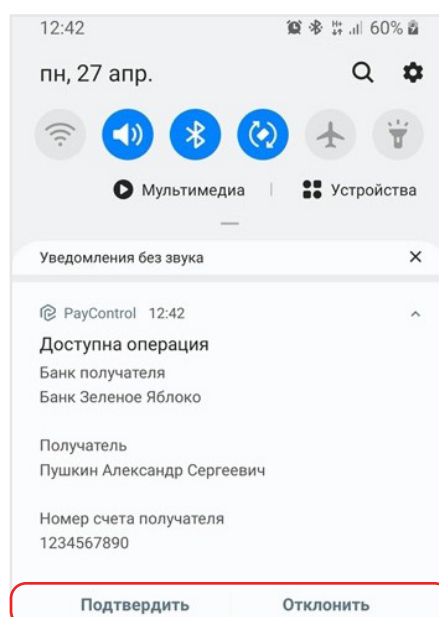 12:42 60%
пн, 27 апр.
Мультимедиа Устройства
Уведомления без звука
PayControl 12:42
Доступна операция
Банк получателя
Банк Зеленое Яблоко
Получатель
Пушкин Александр Сергеевич
Номер счета получателя
1234567890
Подтвердить Отклонить